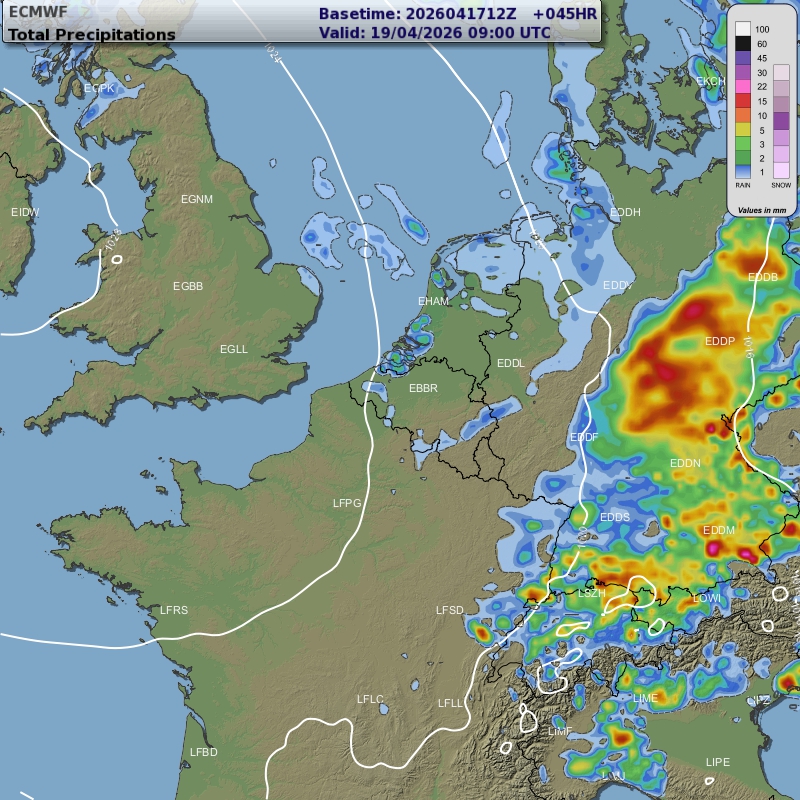 ECMWF
Basetime: 2026041712Z +045HR
Total Precipitations
Valid: 19/04/2026 09:00 UTC
100
60
45
30
22
15
10
5
3
2
1
RAIN SNOW
Values in mm
1024
EGPK
EKCH
EGNM
EIDW
EDDH
1023
EDDB
EGBB
EDDV
EHAM
EGLL
EDDP
1016
EDDL
EBBR
EDDF
EDDN
LFPG
EDDS
EDDM
LSZH
LOWI
LFRS
LFSD
LFLC
LFLL
LIME
LIPZ
LIMF
LFBD
LIPE